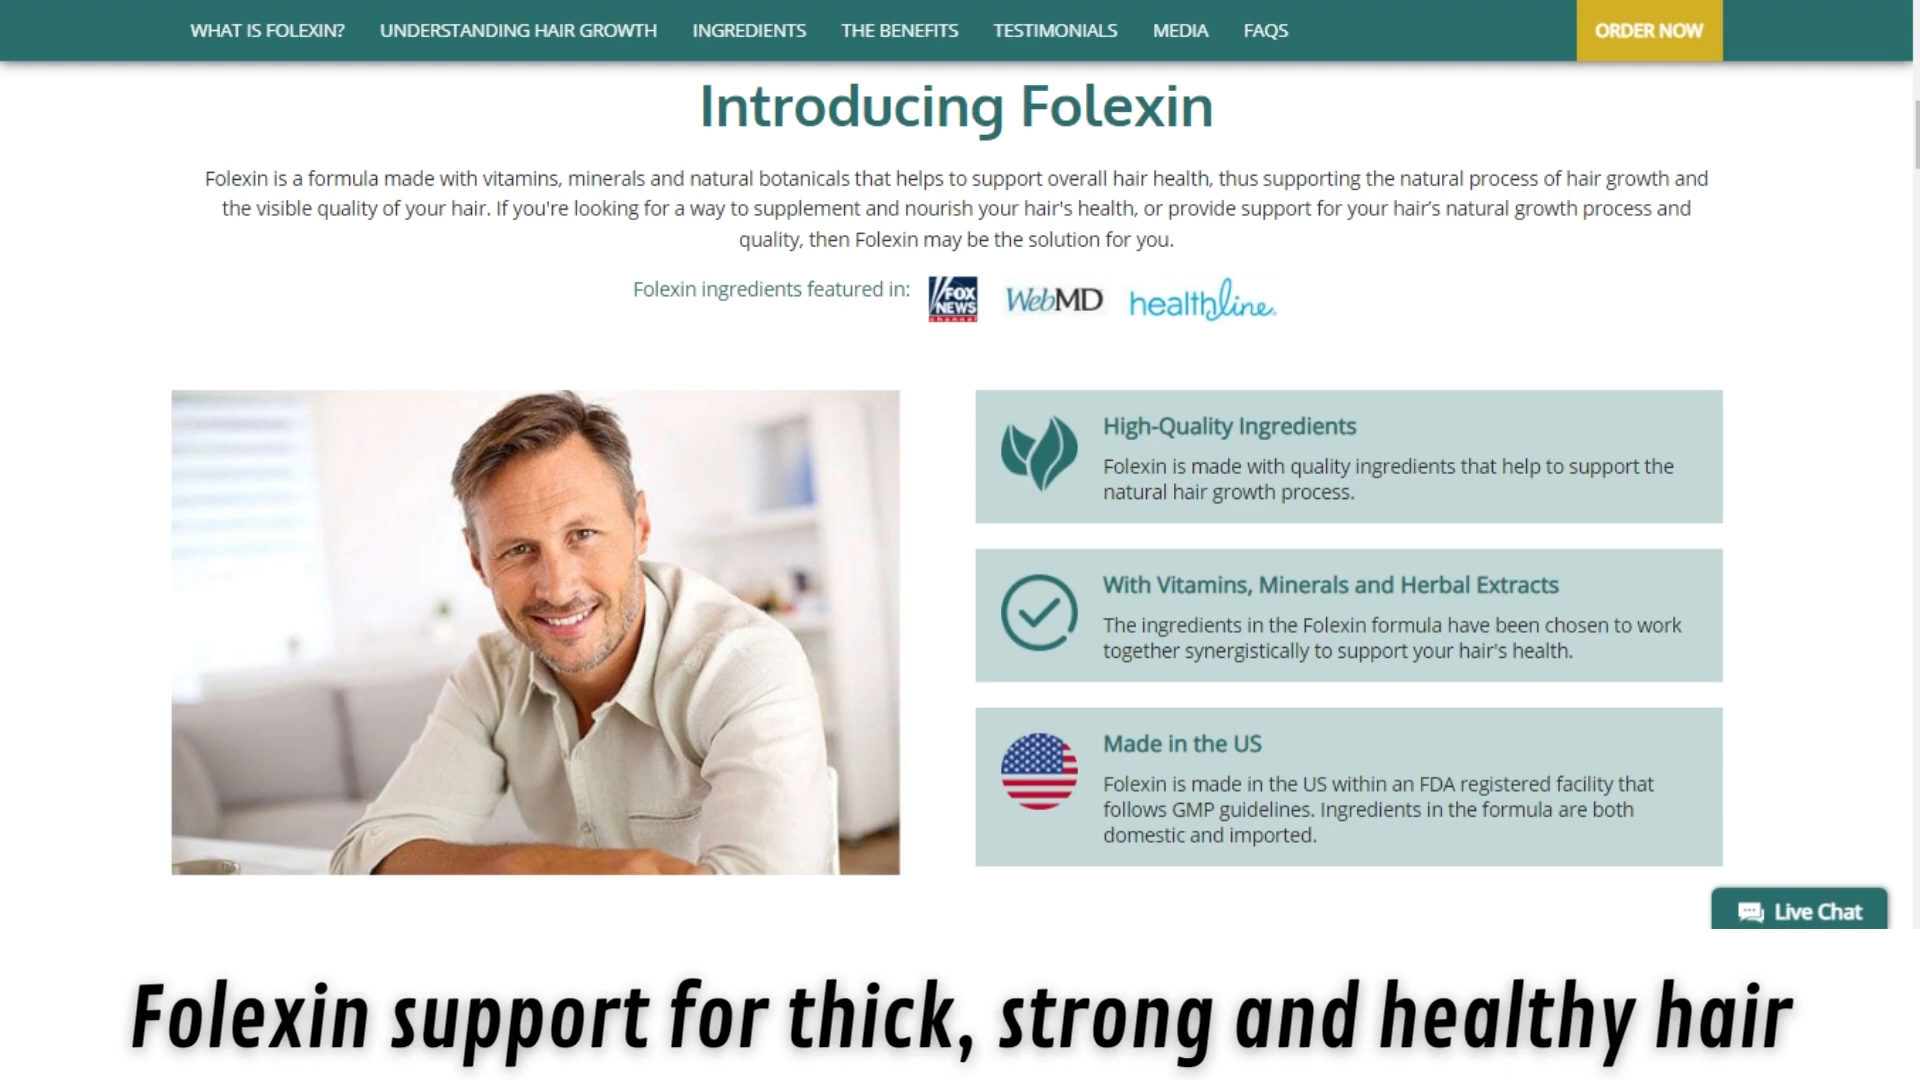 WHAT IS FOLEXIN? UNDERSTANDING HAIR GROWTH INGREDIENTS THE BENEFITS TESTIMONIALS MEDIA FAQS ORDER NOW
Introducing Folexin
Folexin is a formula made with vitamins, minerals and natural botanicals that helps to support overall hair health, thus supporting the natural process of hair growth and
the visible quality of your hair. If you're looking for a way to supplement and nourish your hair's health, or provide support for your hair’s natural growth process and
quality, then Folexin may be the solution for you.
Folexin ingredients featured in: FOX NEWS channel WebMD healthline
High-Quality Ingredients
Folexin is made with quality ingredients that help to support the
natural hair growth process.
With Vitamins, Minerals and Herbal Extracts
The ingredients in the Folexin formula have been chosen to work
together synergistically to support your hair's health.
Made in the US
Folexin is made in the US within an FDA registered facility that
follows GMP guidelines. Ingredients in the formula are both
domestic and imported.
Live Chat
Folexin support for thick, strong and healthy hair